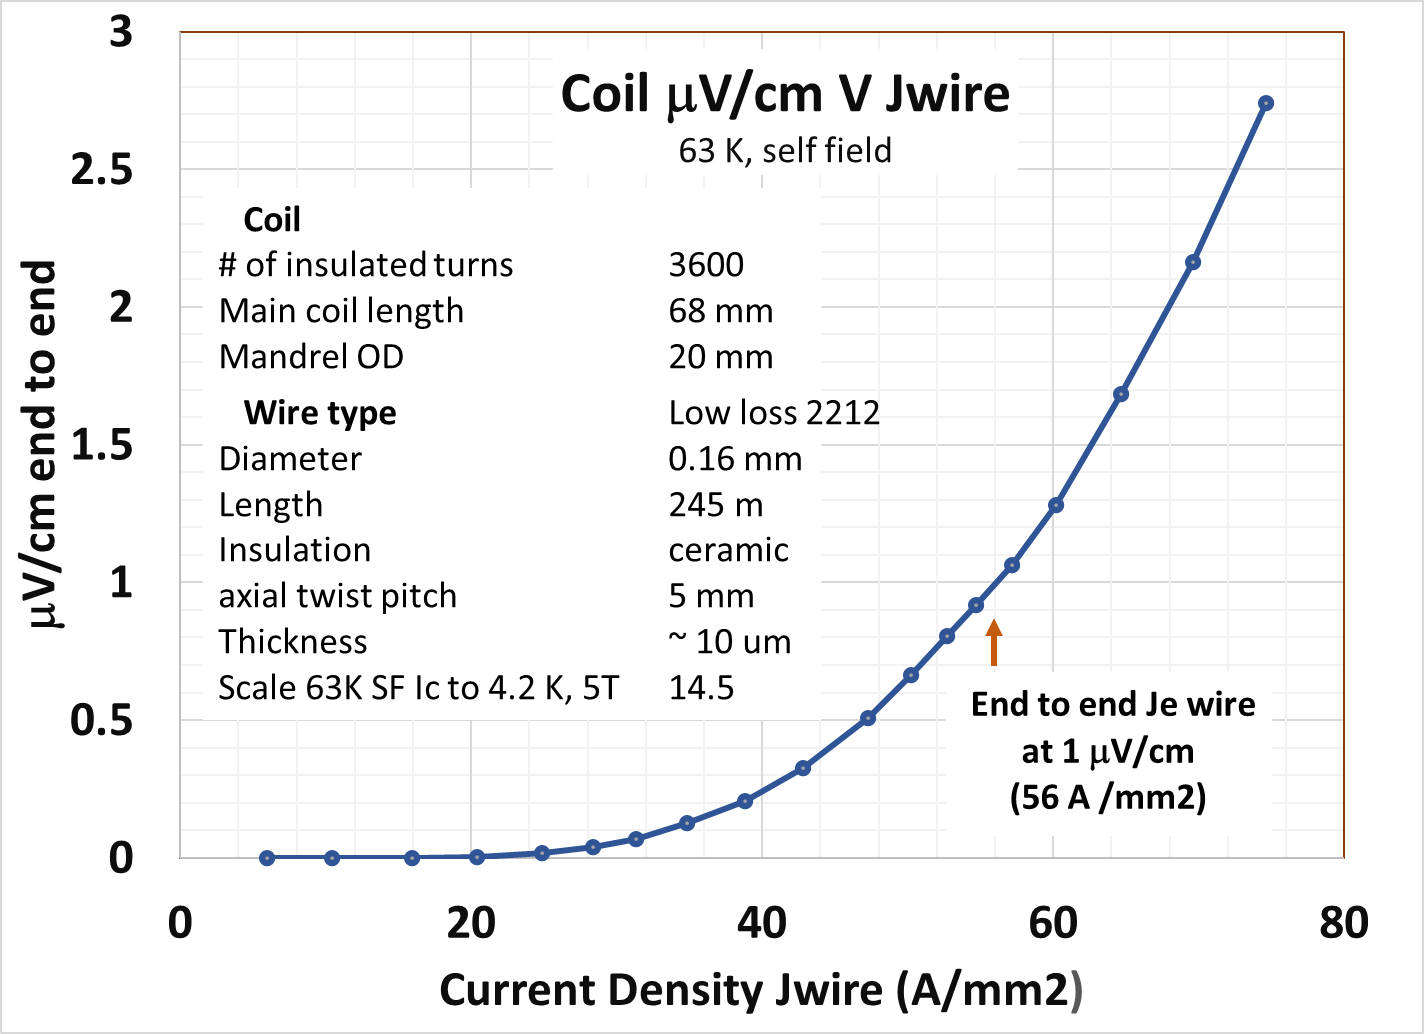 Coil μV/cm V Jwire
63 K, self field
Coil
# of insulated turns 3600
Main coil length 68 mm
Mandrel OD 20 mm
Wire type Low loss 2212
Diameter 0.16 mm
Length 245 m
Insulation ceramic
axial twist pitch 5 mm
Thickness ~ 10 um
Scale 63K SF Ic to 4.2 K, 5T 14.5
End to end Je wire
at 1 μV/cm
(56 A /mm2)
μV/cm end to end
3
2.5
2
1.5
1
0.5
0
0 20 40 60 80
Current Density Jwire (A/mm2)